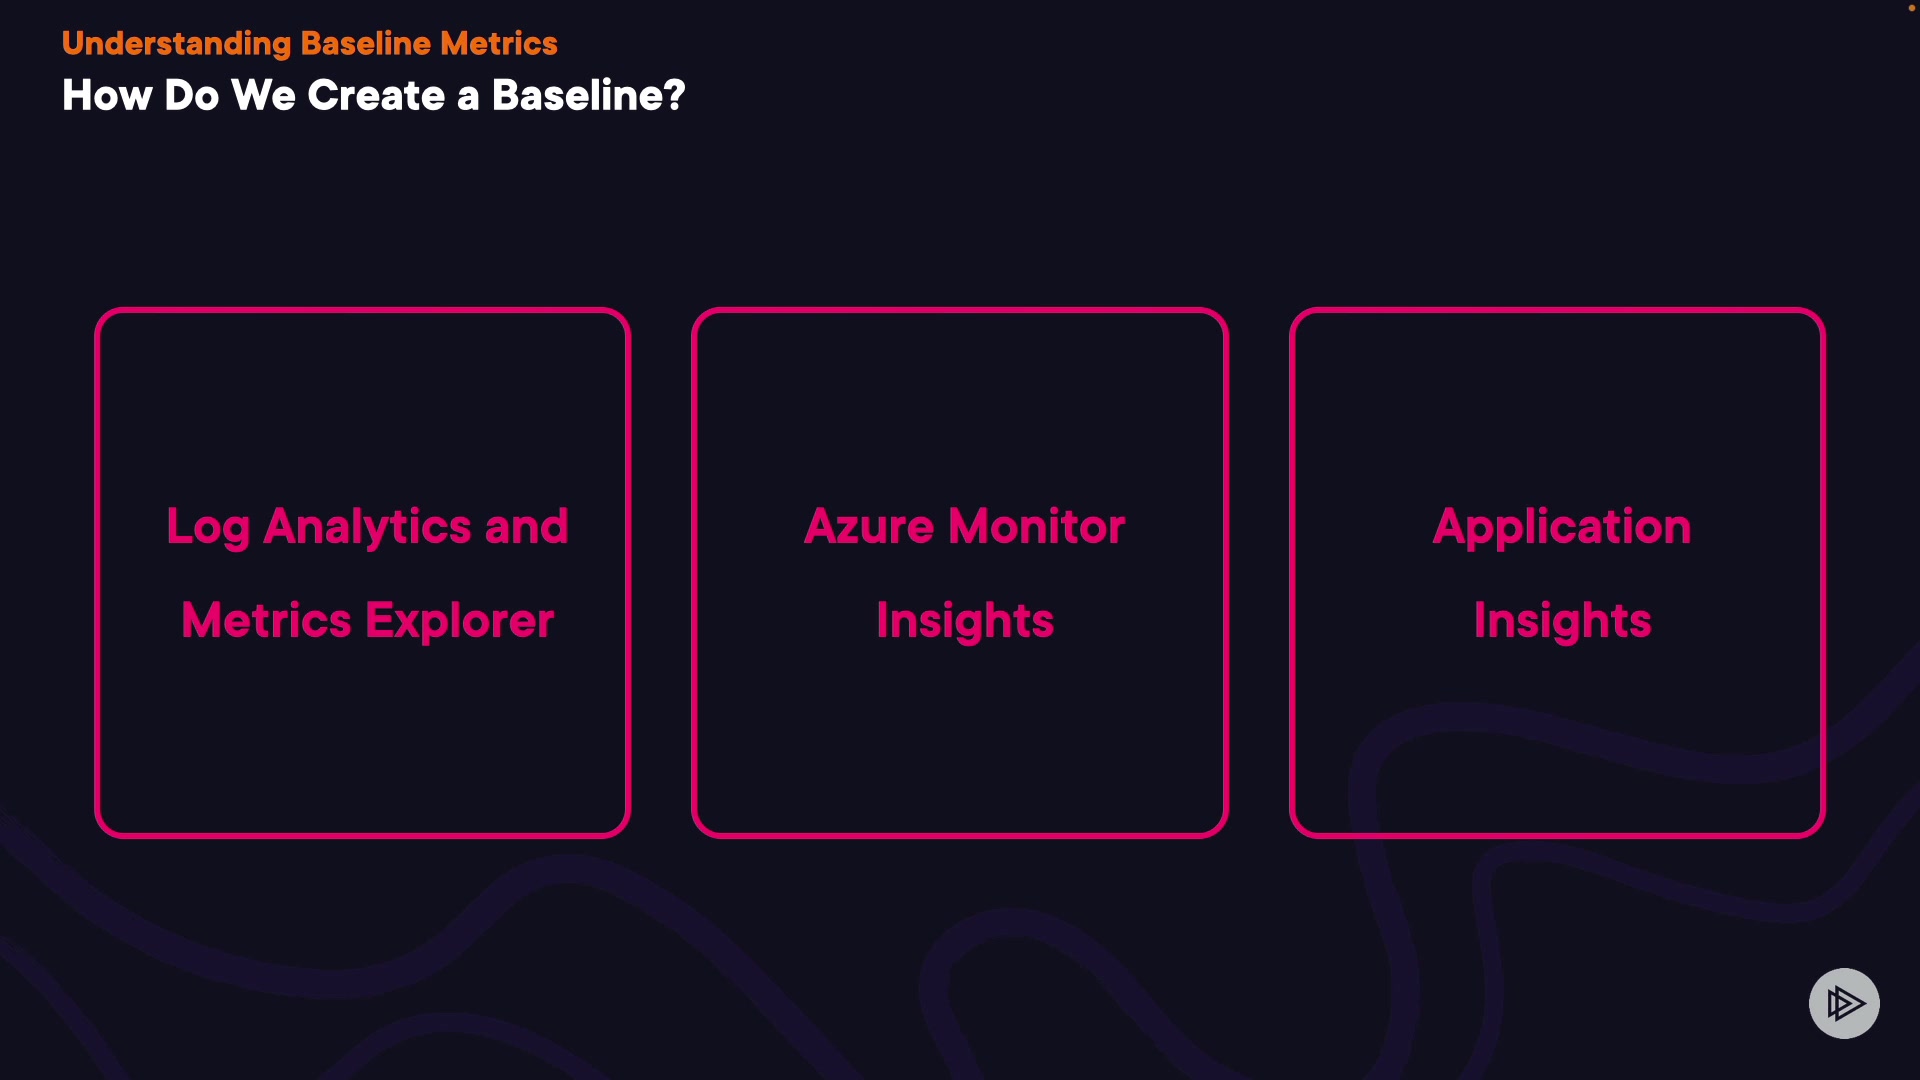 Understanding Baseline Metrics
How Do We Create a Baseline?
Log Analytics and
Metrics Explorer
Azure Monitor
Insights
Application
Insights